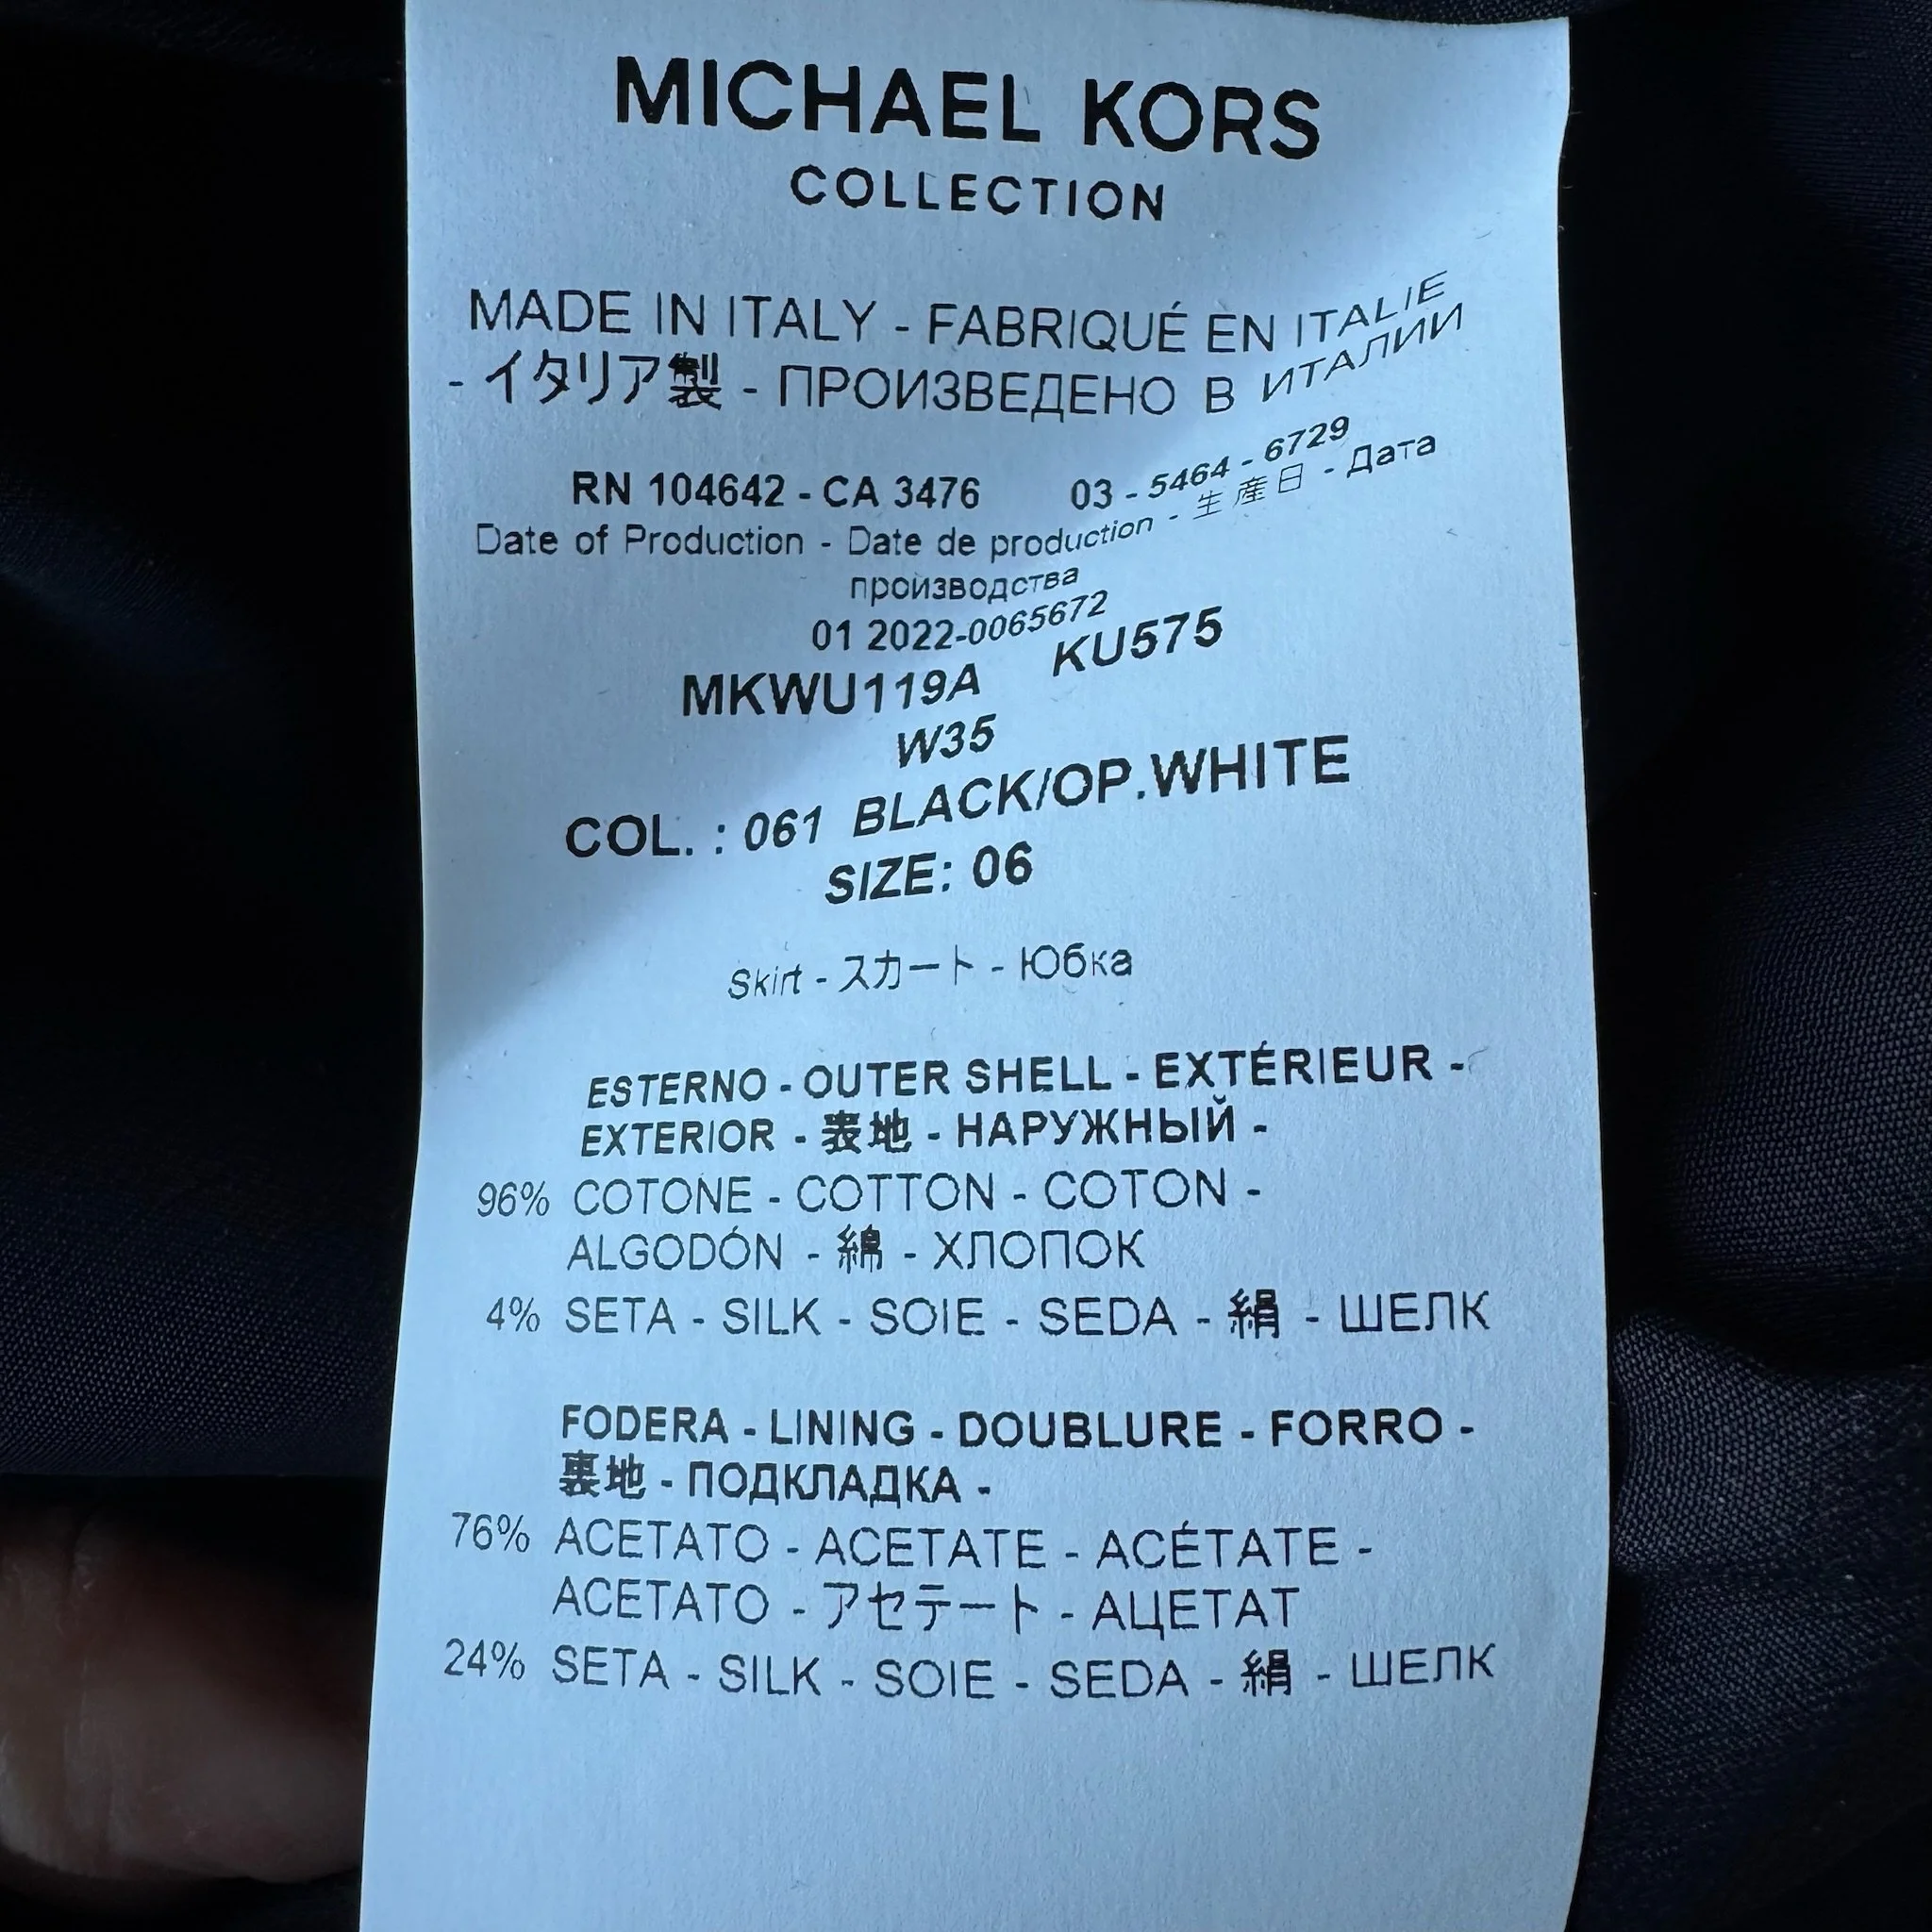 MICHAEL KORS
COLLECTION
MADE IN ITALY - FABRIQUÉ EN ITALIE
- イタリア製 - ПРОИЗВЕДЕНО В ИТАЛИИ
RN 104642 - CA 3476 03 - 5464 - 6729
Date of Production - Date de production - 生産日 - Дата
производства
01 2022-0065672
MKWU119A KU575
W35
COL. : 061 BLACK/OP.WHITE
SIZE: 06
Skirt - スカート - Юбка
ESTERNO - OUTER SHELL - EXTÉRIEUR -
EXTERIOR - 表地 - НАРУЖНЫЙ -
96% COTONE - COTTON - COTON -
ALGODÓN - 綿 - ХЛОПОК
4% SETA - SILK - SOIE - SEDA - 絹 - ШЕЛК
FODERA - LINING - DOUBLURE - FORRO -
裏地 - ПОДКЛАДКА -
76% ACETATO - ACETATE - ACÉTATE -
ACETATO - アセテート - АЦЕТАТ
24% SETA - SILK - SOIE - SEDA - 絹 - ШЕЛК